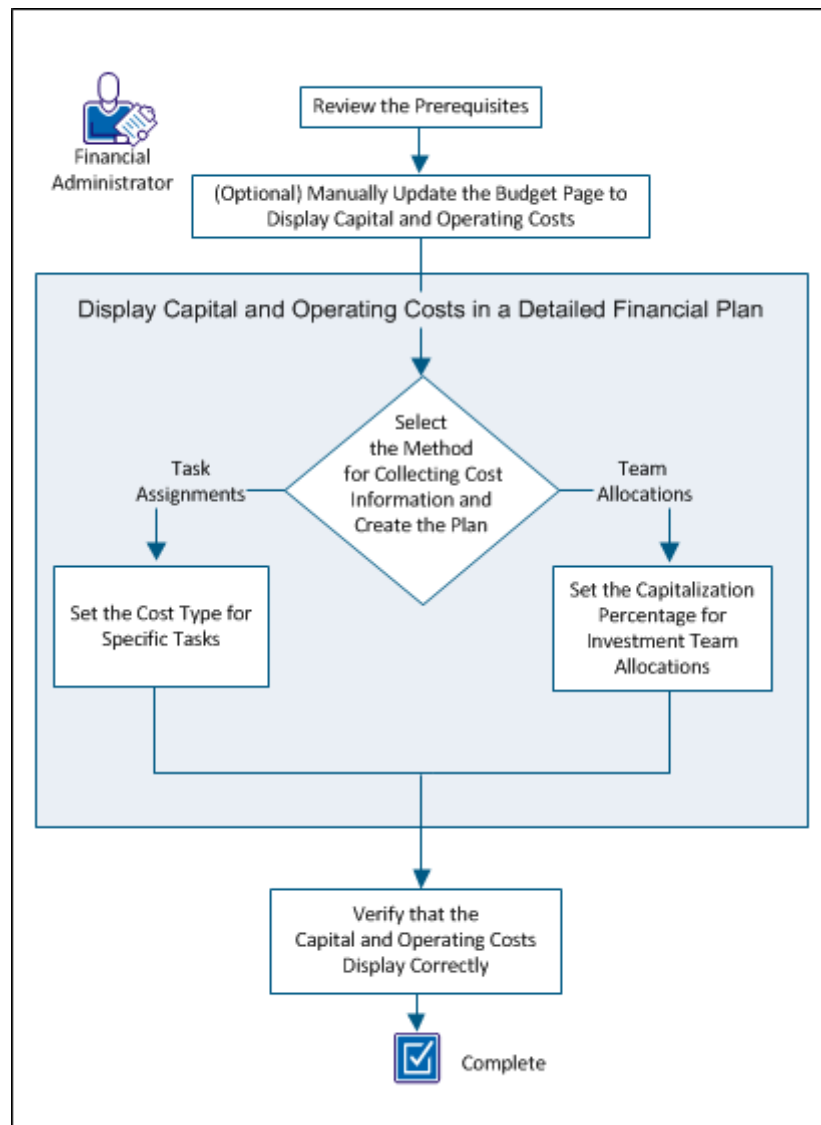 Review the Prerequisites
Financial
Administrator
(Optional) Manually Update the Budget Page to
Display Capital and Operating Costs
Display Capital and Operating Costs in a Detailed Financial Plan
Select
the Method
for Collecting Cost
Information and
Create the Plan
Task
Assignments
Team
Allocations
Set the Cost Type for
Specific Tasks
Set the Capitalization
Percentage for
Investment Team
Allocations
Verify that the
Capital and Operating Costs
Display Correctly
Complete